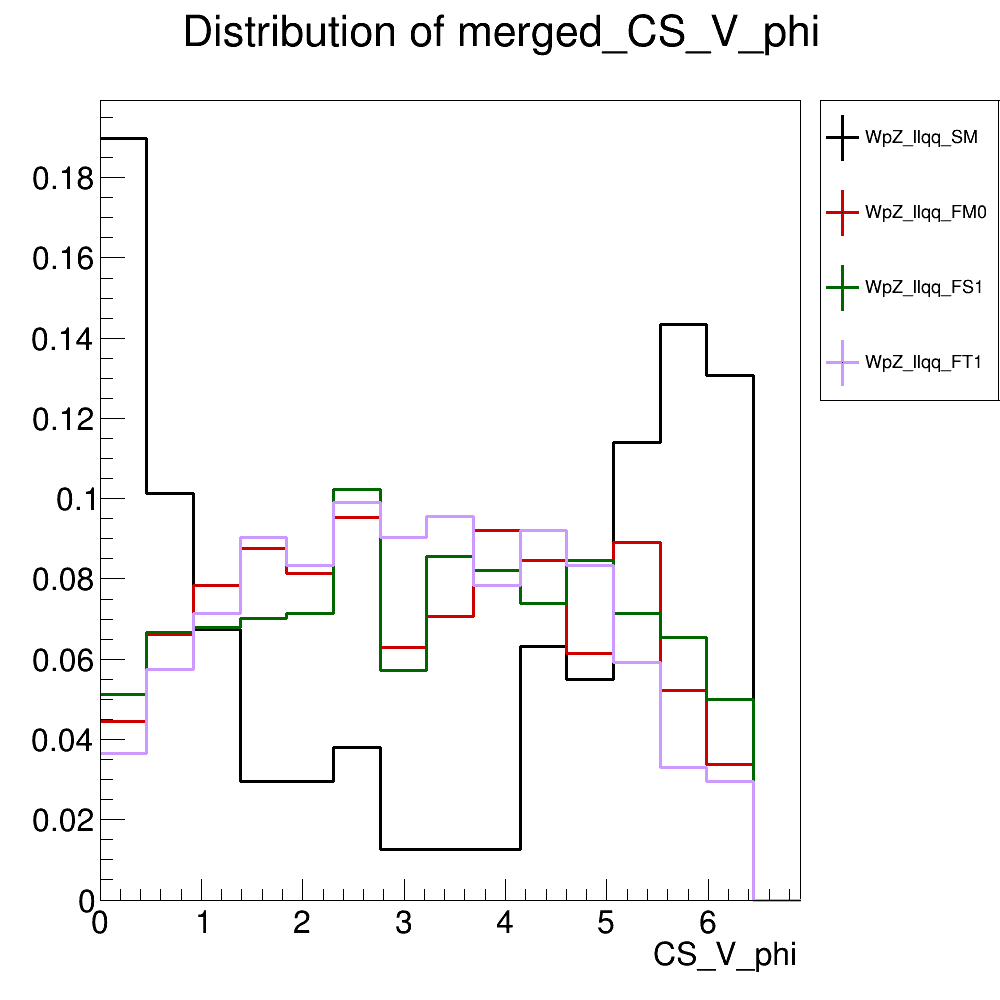 Distribution of merged_CS_V_phi
WpZ_llqq_SM
WpZ_llqq_FM0
WpZ_llqq_FS1
WpZ_llqq_FT1
0.18
0.16
0.14
0.12
0.1
0.08
0.06
0.04
0.02
0
0 1 2 3 4 5 6
CS_V_phi